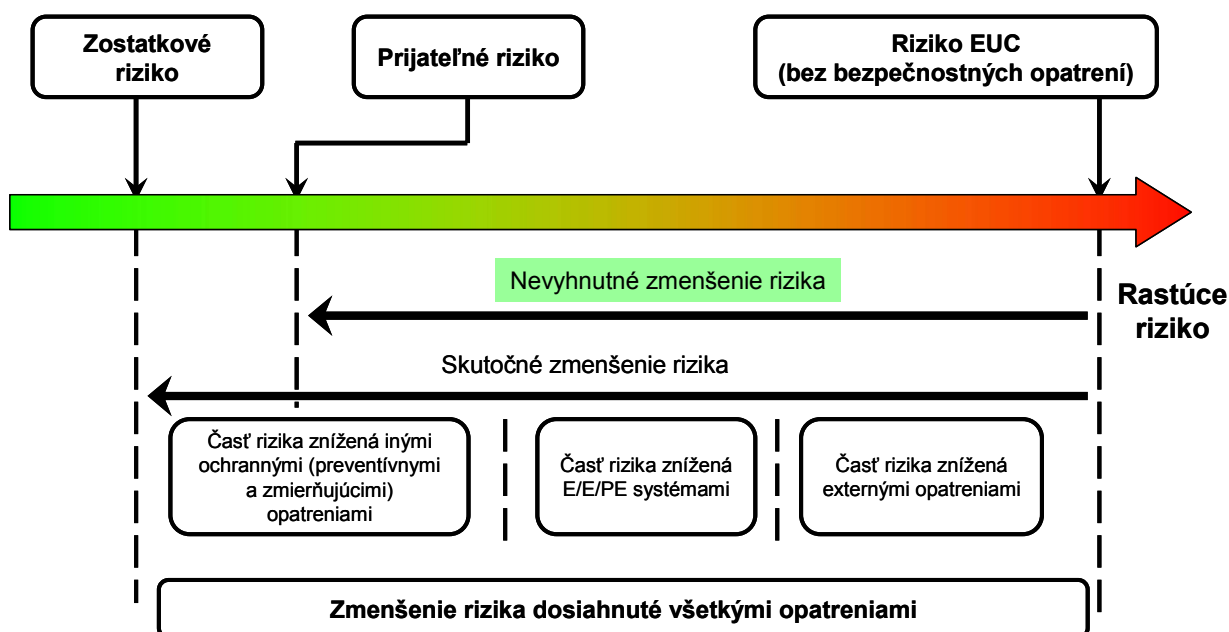 Zostatkové
riziko
Prijateľné riziko
Riziko EUC
(bez bezpečnostných opatrení)
Nevyhnutné zmenšenie rizika
Rastúce
riziko
Skutočné zmenšenie rizika
Časť rizika znížená inými
ochrannými (preventívnymi
a zmierňujúcimi)
opatreniami
Časť rizika znížená
E/E/PE systémami
Časť rizika znížená
externými opatreniami
Zmenšenie rizika dosiahnuté všetkými opatreniami